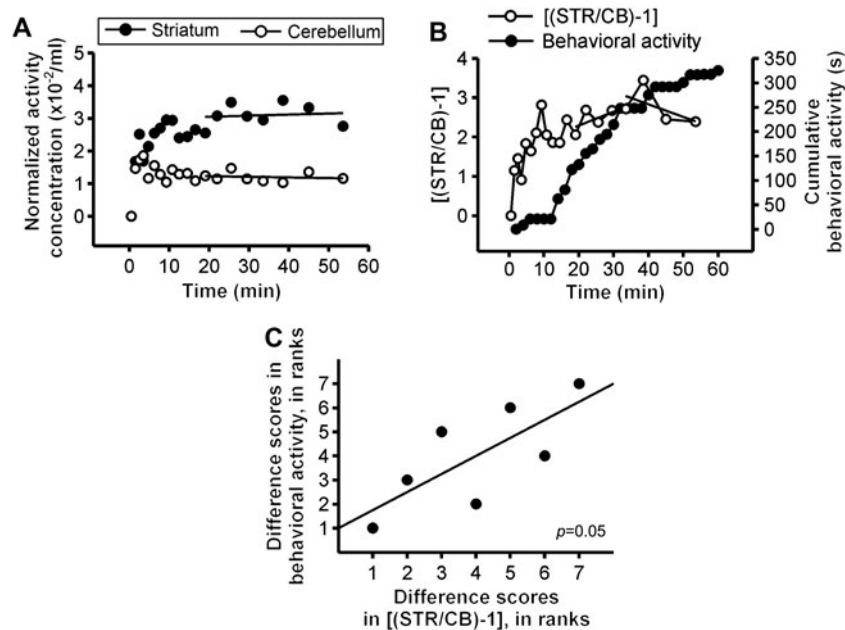 A
Striatum
Cerebellum
Normalized activity
concentration (x10⁻²/ml)
5
4
3
2
1
0
0 10 20 30 40 50 60
Time (min)
B
[(STR/CB)-1]
Behavioral activity
[(STR/CB)-1]
4
3
2
1
0
350
300
250
200
150
100
50
0
Cumulative
behavioral activity (s)
0 10 20 30 40 50 60
Time (min)
C
Difference scores in
behavioral activity, in ranks
7
6
5
4
3
2
1
p=0.05
1 2 3 4 5 6 7
Difference scores
in [(STR/CB)-1], in ranks